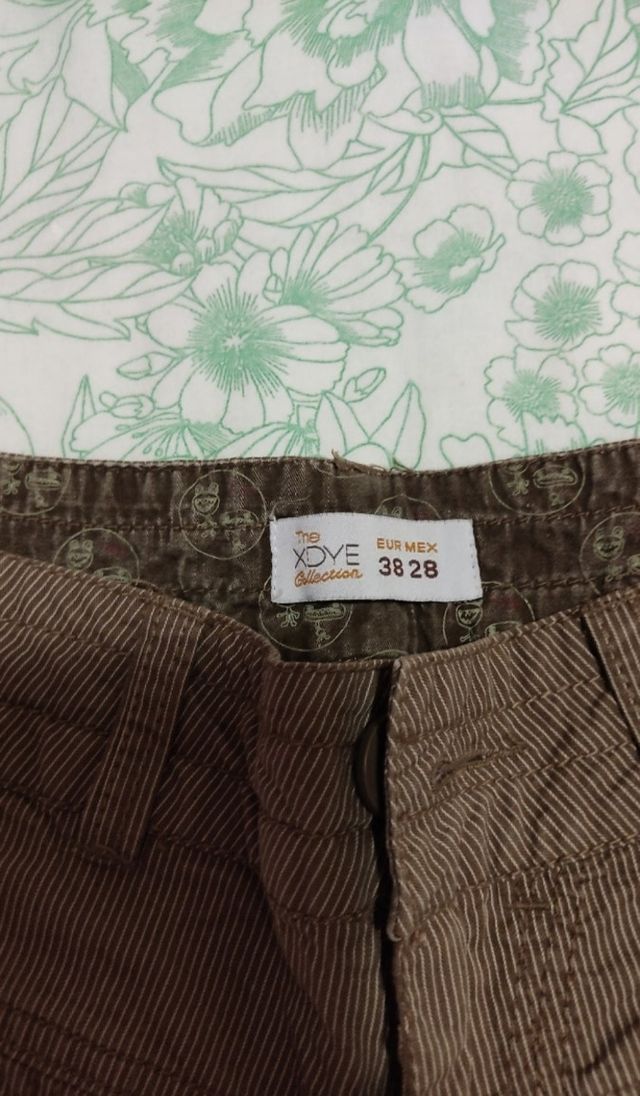 The
XDYE
Collection
EUR MEX
38 28